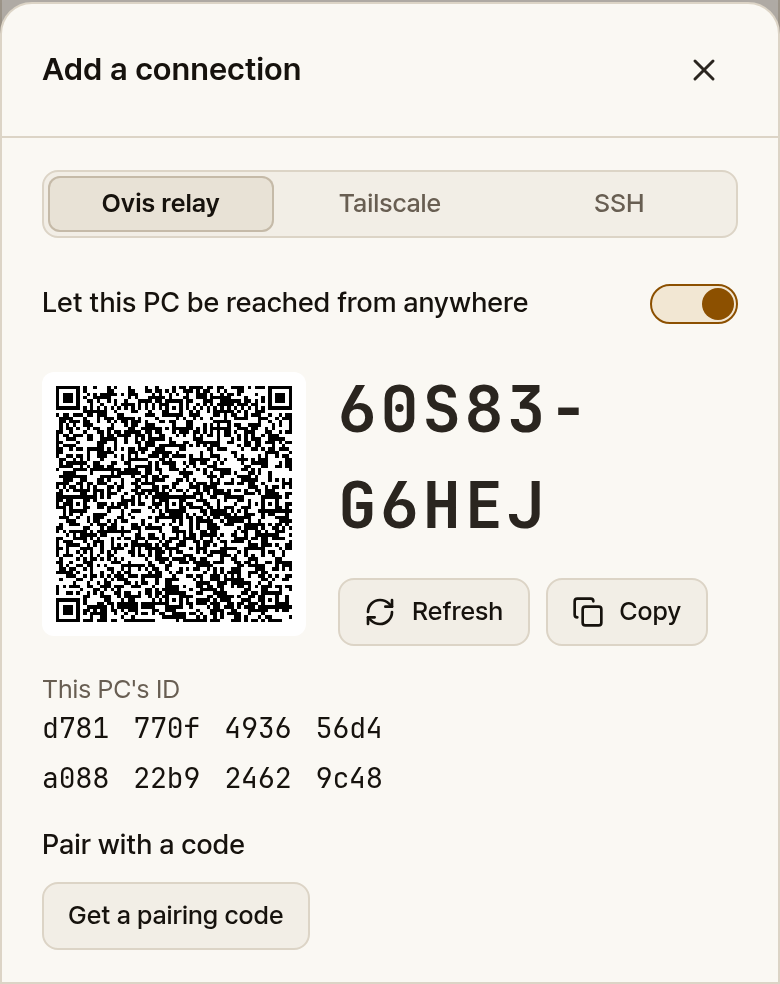 Add a connection
Ovis relay Tailscale SSH
Let this PC be reached from anywhere
60S83-
G6HEJ
Refresh Copy
This PC's ID
d781 770f 4936 56d4
a088 22b9 2462 9c48
Pair with a code
Get a pairing code